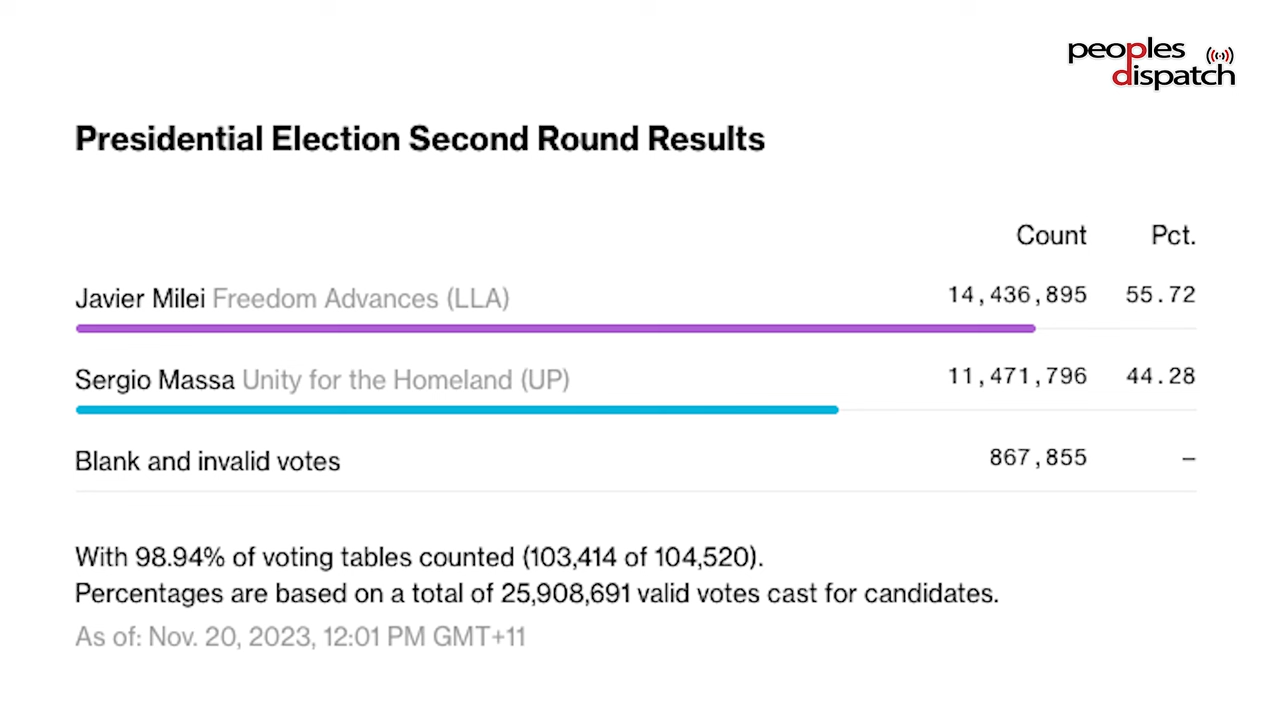 peoples
dispatch
Presidential Election Second Round Results
Count Pct.
Javier Milei Freedom Advances (LLA) 14,436,895 55.72
Sergio Massa Unity for the Homeland (UP) 11,471,796 44.28
Blank and invalid votes 867,855 –
With 98.94% of voting tables counted (103,414 of 104,520).
Percentages are based on a total of 25,908,691 valid votes cast for candidates.
As of: Nov. 20, 2023, 12:01 PM GMT+11